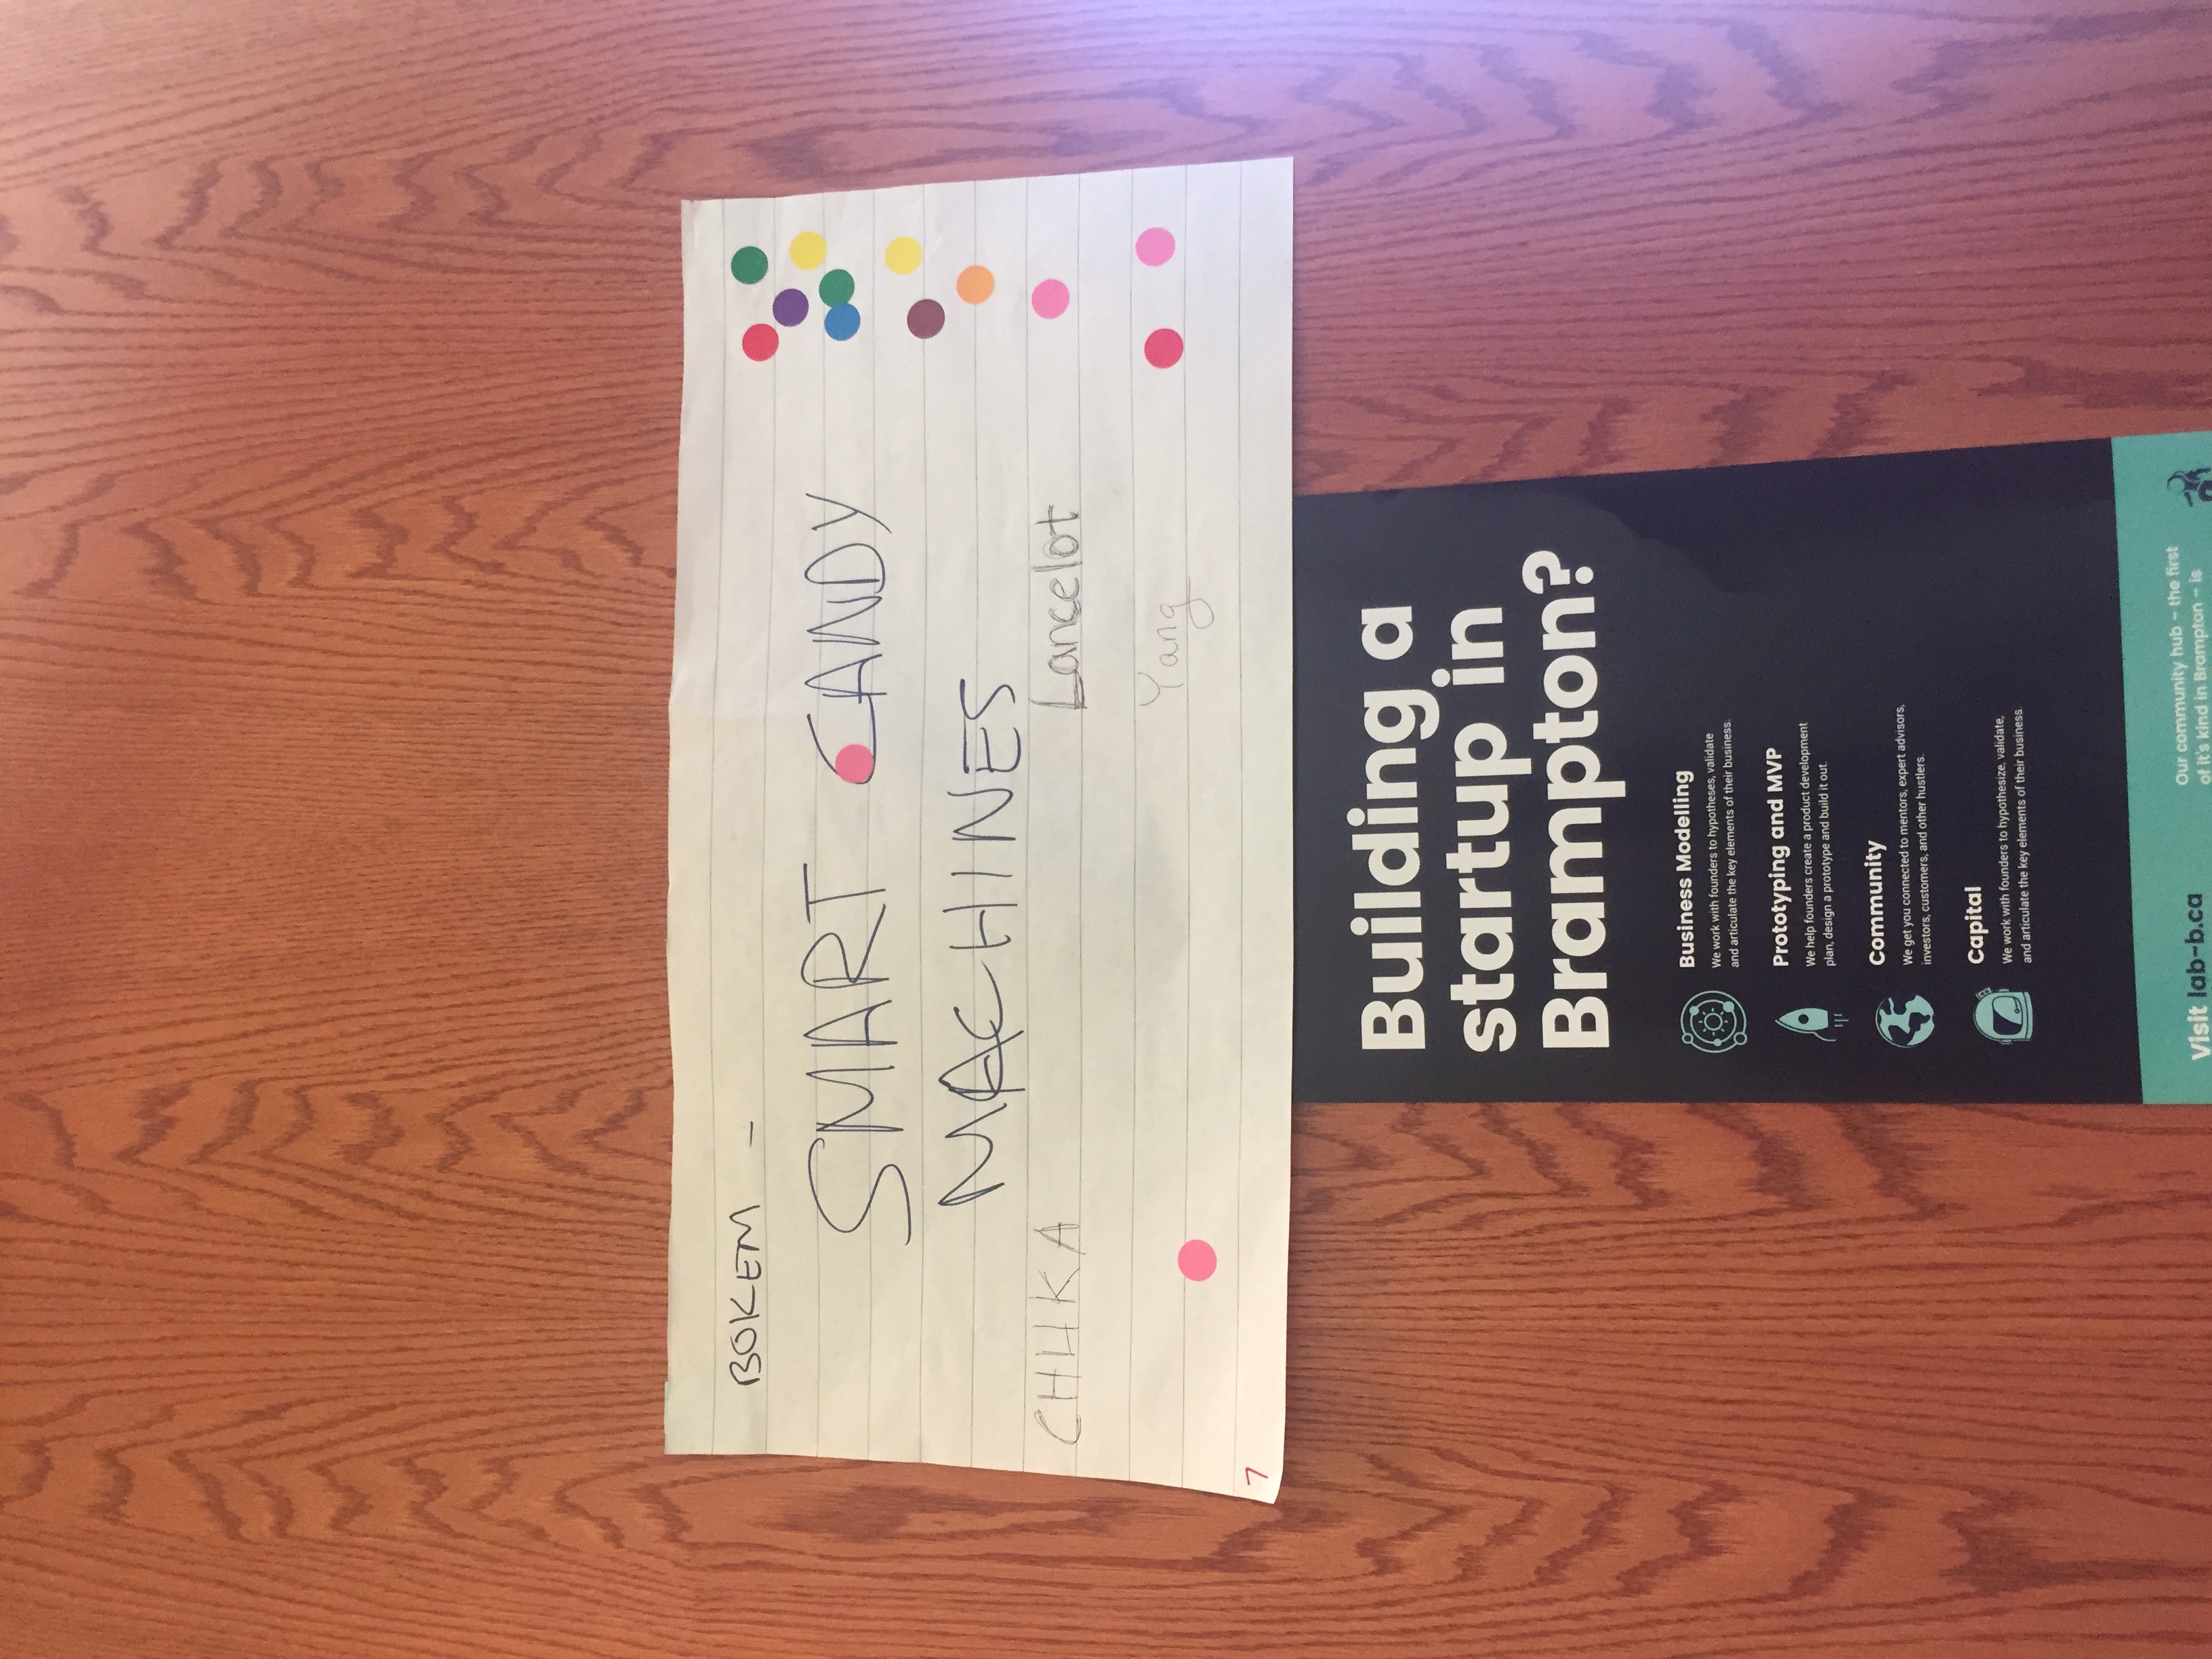 BOKEM -
SMART CANDY
MACHINES
CHUKA
Lancelot
Yang
7
Building a
startup in
Brampton?
Business Modelling
We work with founders to hypotheses, validate
and articulate the key elements of their business.
Prototyping and MVP
We help founders create a product development
plan, design a prototype and build it out.
Community
We get you connected to mentors, expert advisors,
investors, customers, and other hustlers.
Capital
We work with founders to hypothesize, validate,
and articulate the key elements of their business.
Visit lab-b.ca
Our community hub – the first
of it's kind in Brampton – is